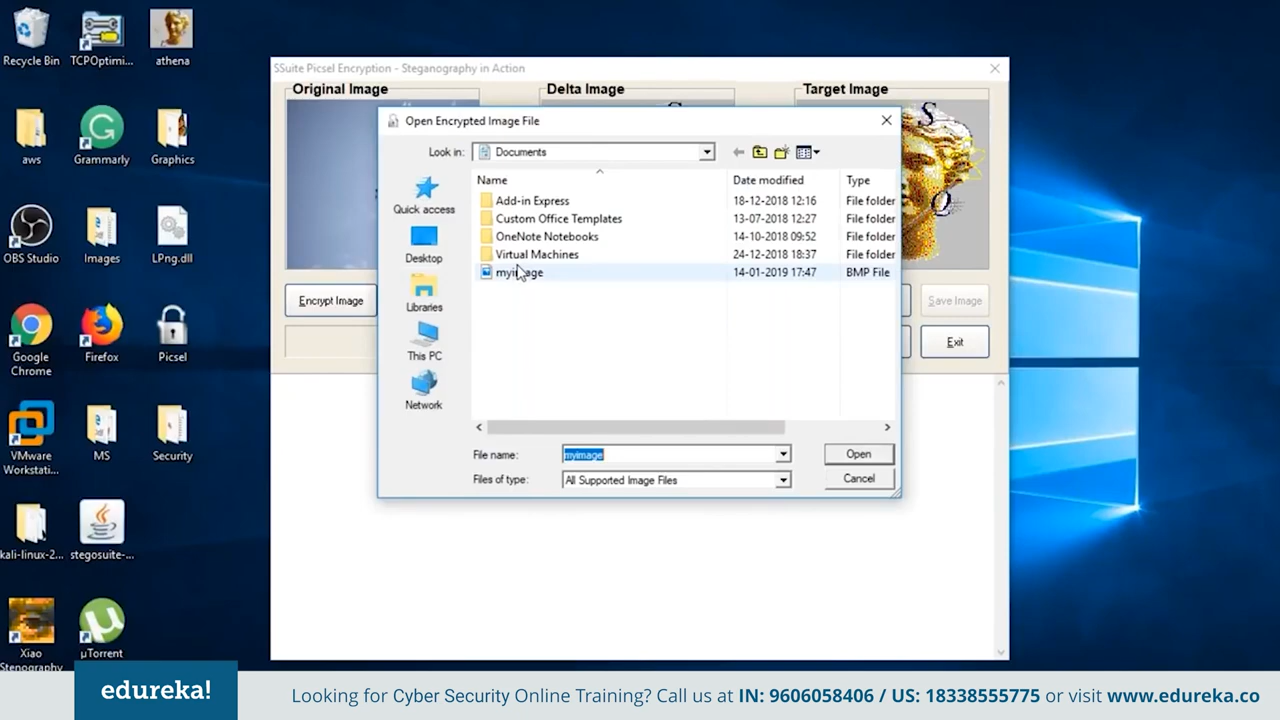 Recycle Bin
TCPOptimi...
athena
aws
Grammarly
Graphics
OBS Studio
Images
LPng.dll
Google
Chrome
Firefox
Picsel
VMware
Workstati...
MS
Security
kali-linux-2...
stegosuite-...
Xiao
Stenography
µTorrent
SSuite Picsel Encryption - Steganography in Action
Original Image
Delta Image
Target Image
Encrypt Image
Save Image
Exit
Open Encrypted Image File
Look in:
Documents
Quick access
Desktop
Libraries
This PC
Network
Name Date modified Type
Add-in Express 18-12-2018 12:16 File folder
Custom Office Templates 13-07-2018 12:27 File folder
OneNote Notebooks 14-10-2018 09:52 File folder
Virtual Machines 24-12-2018 18:37 File folder
myimage 14-01-2019 17:47 BMP File
File name: myimage Open
Files of type: All Supported Image Files Cancel
S
O
edureka!
Looking for Cyber Security Online Training? Call us at IN: 9606058406 / US: 18338555775 or visit www.edureka.co